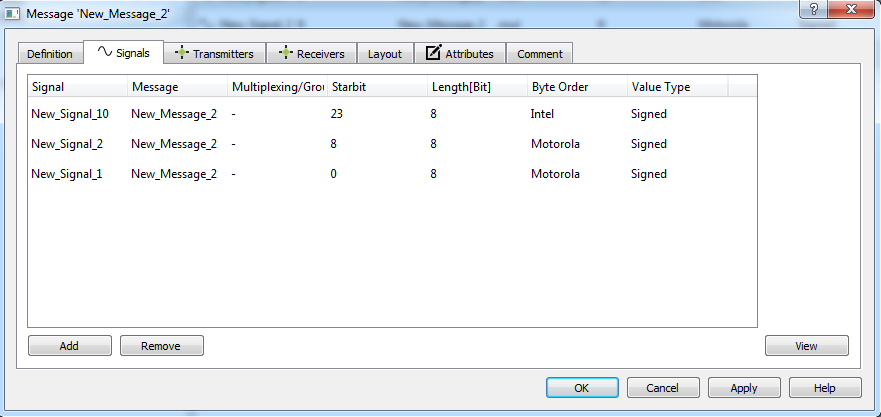 Message 'New_Message_2'
Definition Signals Transmitters Receivers Layout Attributes Comment
Signal Message Multiplexing/Grou Starbit Length[Bit] Byte Order Value Type
New_Signal_10 New_Message_2 - 23 8 Intel Signed
New_Signal_2 New_Message_2 - 8 8 Motorola Signed
New_Signal_1 New_Message_2 - 0 8 Motorola Signed
Add Remove View
OK Cancel Apply Help